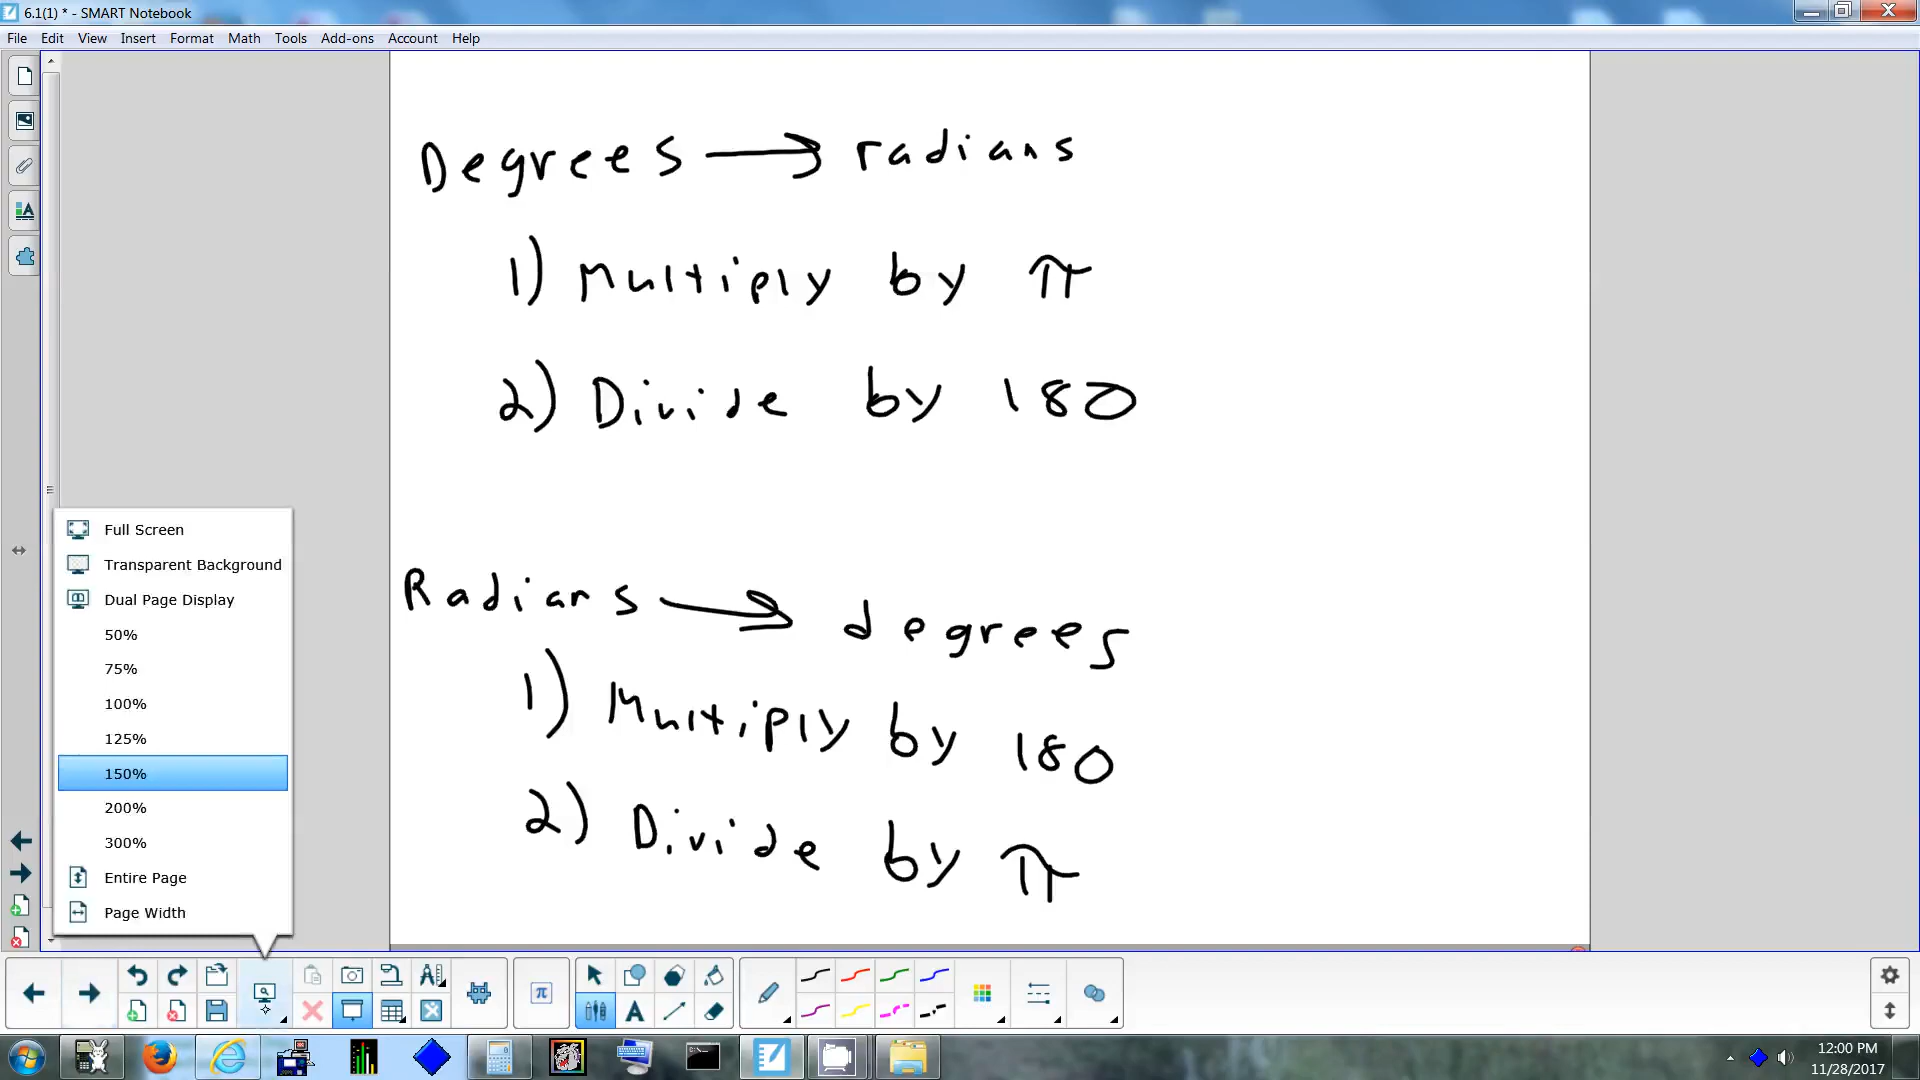 6.1(1) * - SMART Notebook
File Edit View Insert Format Math Tools Add-ons Account Help
Degrees → radians
1) Multiply by π
2) Divide by 180
Radians → degrees
1) Multiply by 180
2) Divide by π
Full Screen
Transparent Background
Dual Page Display
50%
75%
100%
125%
150%
200%
300%
Entire Page
Page Width
12:00 PM
11/28/2017